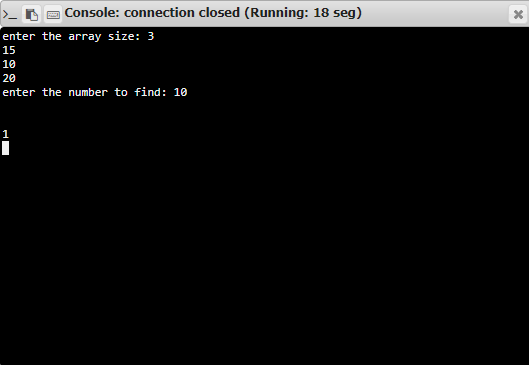 Console: connection closed (Running: 18 seg)
enter the array size: 3
15
10
20
enter the number to find: 10
1